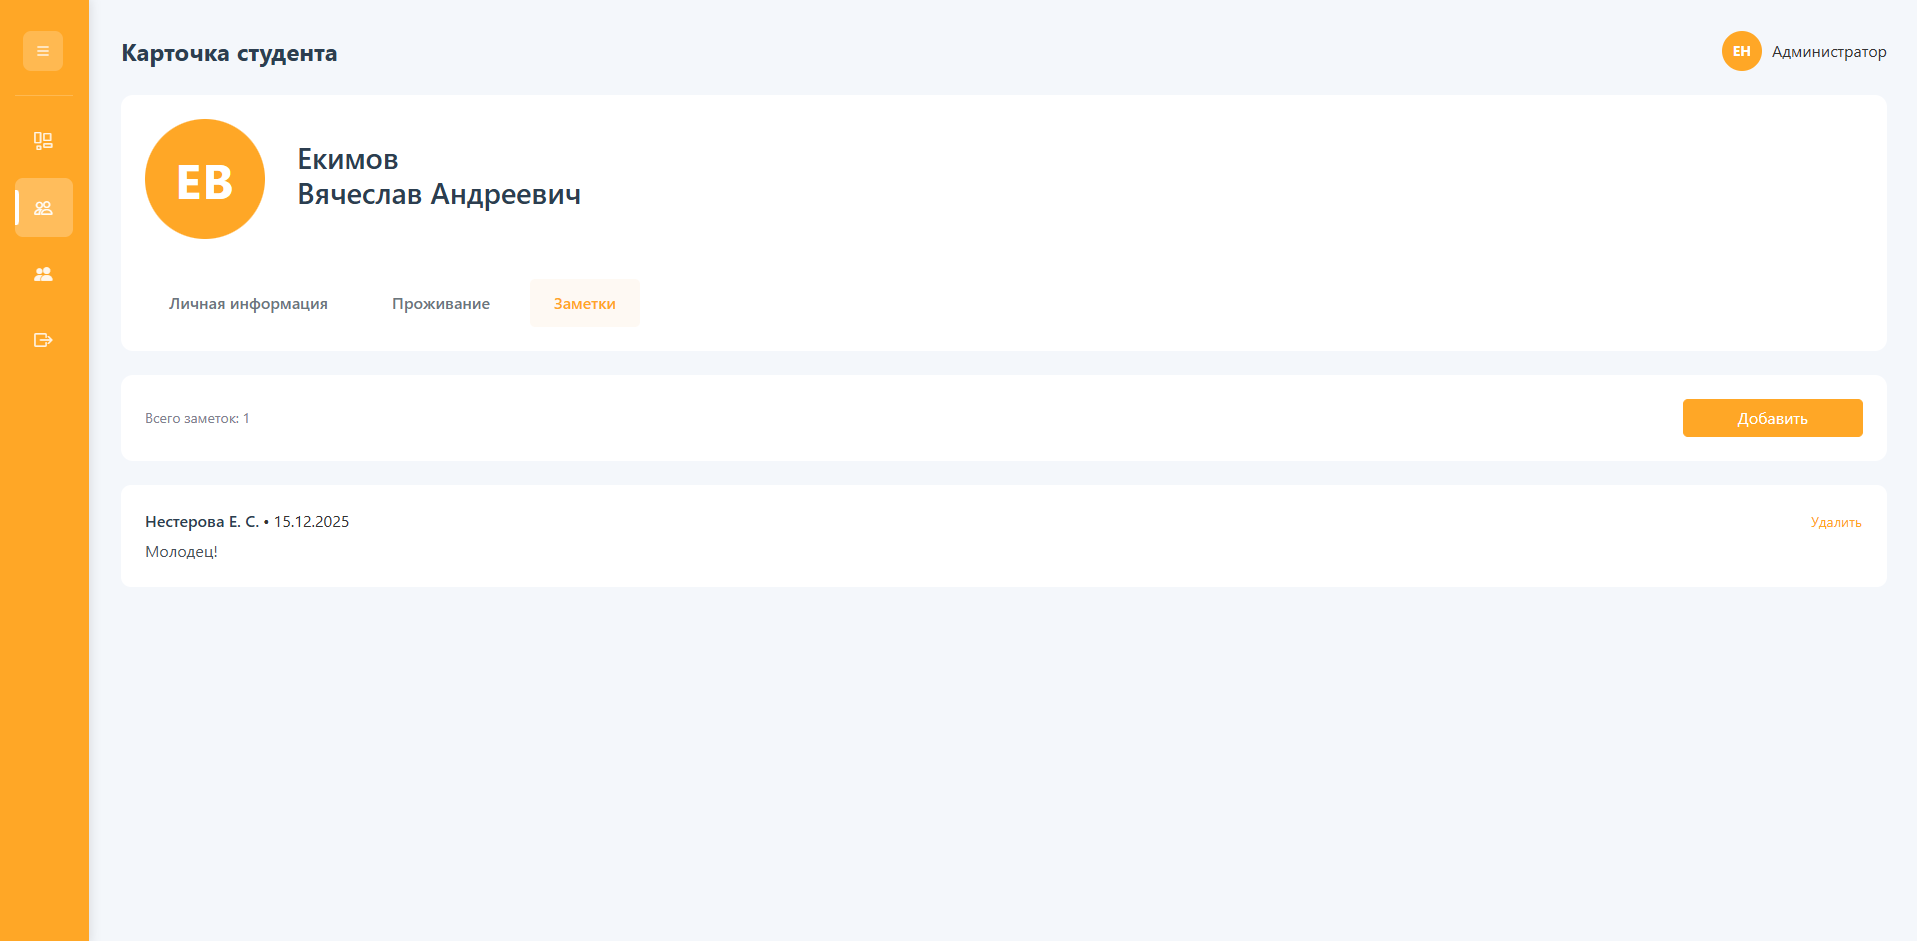 Карточка студента
ЕН Администратор
ЕВ
Екимов
Вячеслав Андреевич
Личная информация Проживание Заметки
Всего заметок: 1 Добавить
Нестерова Е. С. • 15.12.2025 Удалить
Молодец!